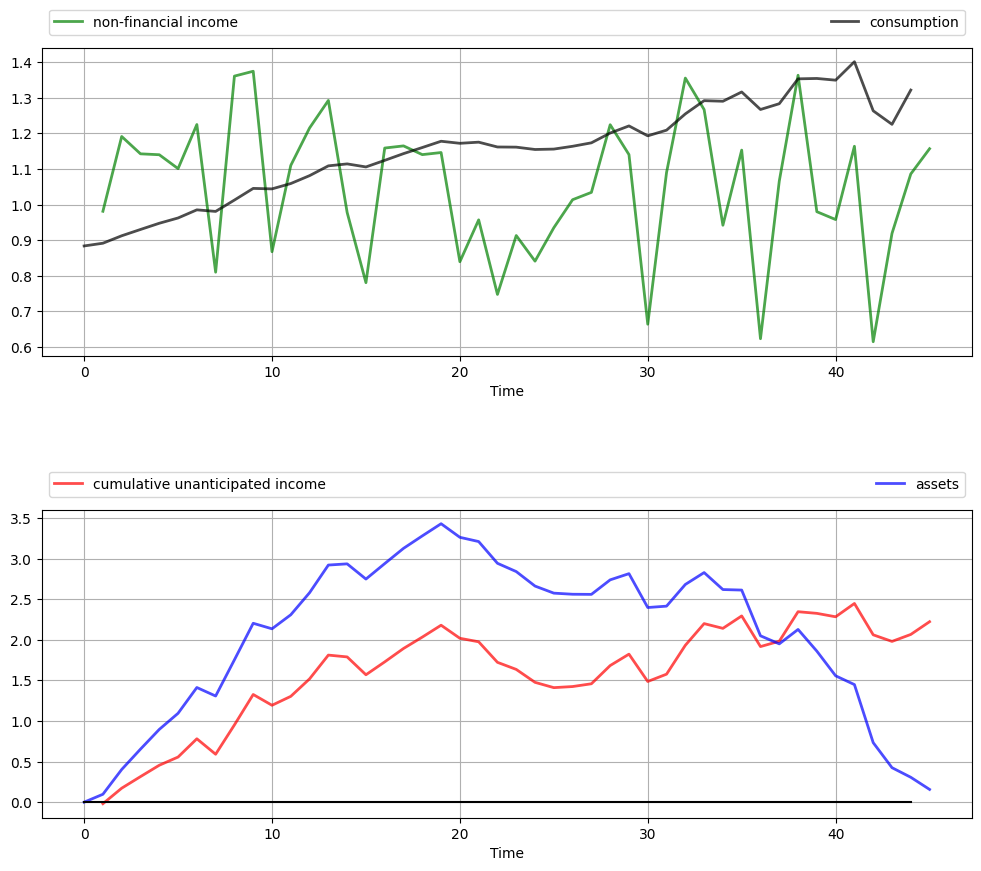 non-financial income consumption
1.4
1.3
1.2
1.1
1.0
0.9
0.8
0.7
0.6
0 10 20 30 40
Time
cumulative unanticipated income assets
3.5
3.0
2.5
2.0
1.5
1.0
0.5
0.0
0 10 20 30 40
Time